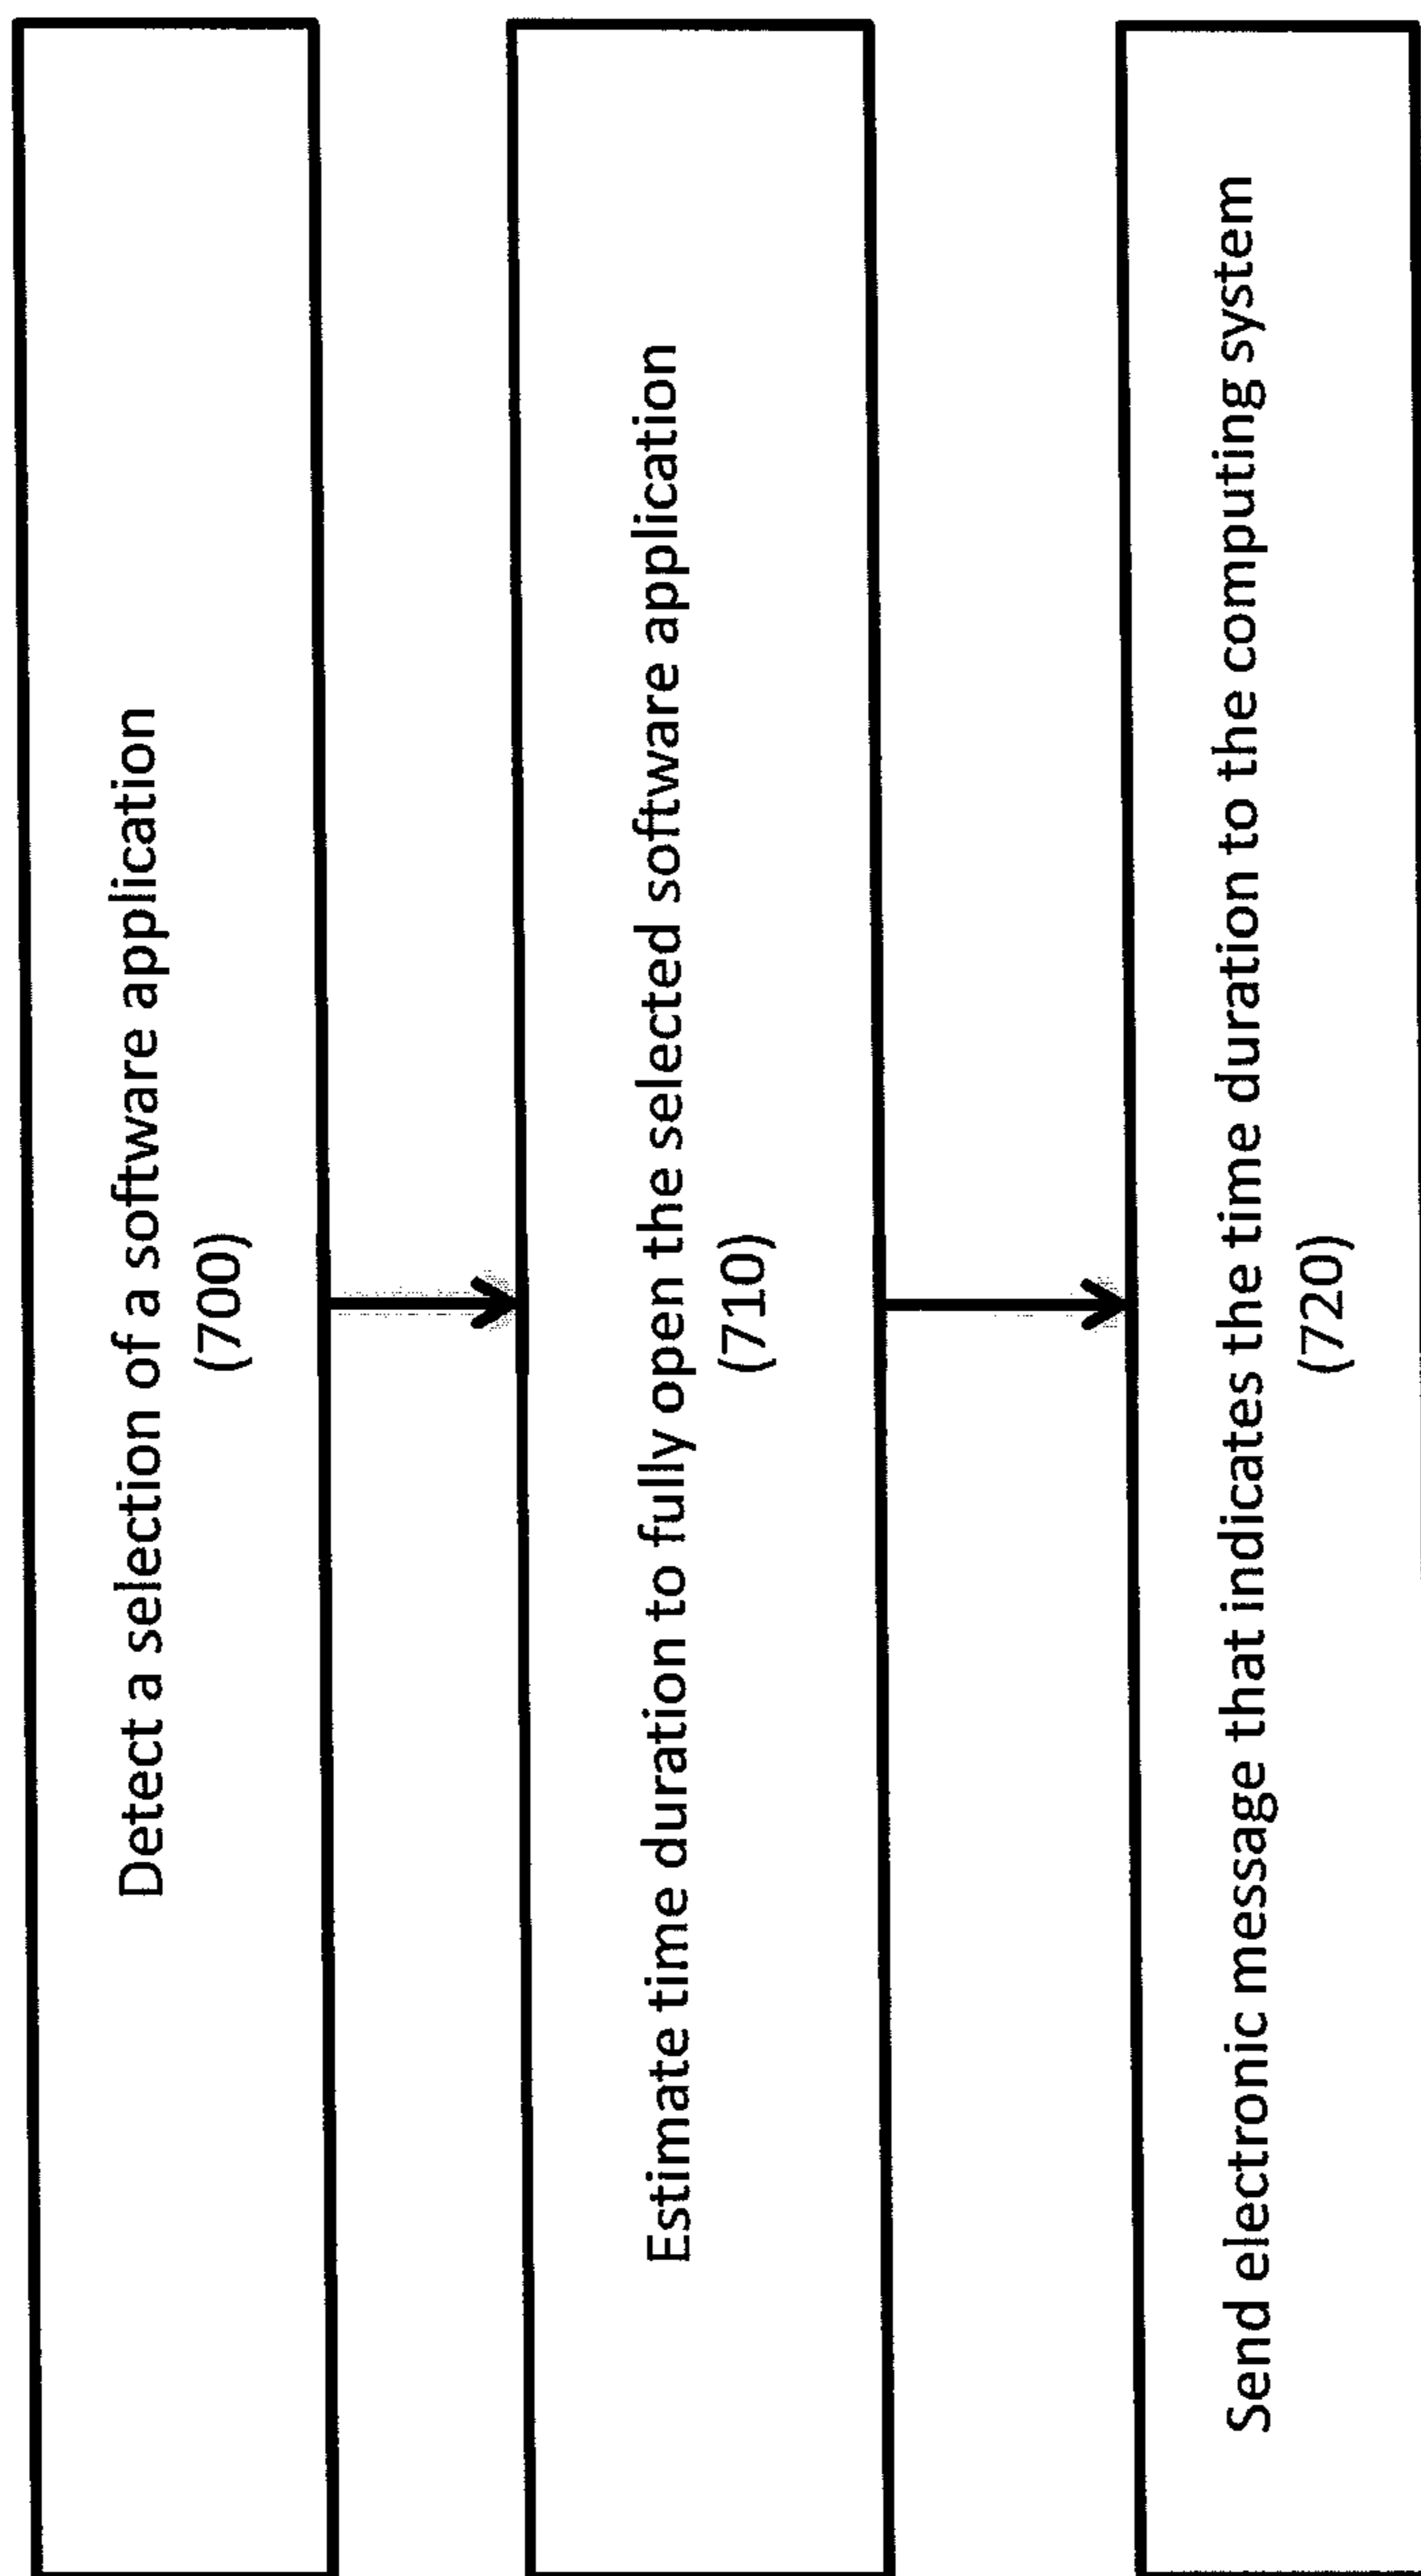 Detect a selection of a software application
(700)
Estimate time duration to fully open the selected software application
(710)
Send electronic message that indicates the time duration to the computing system
(720)